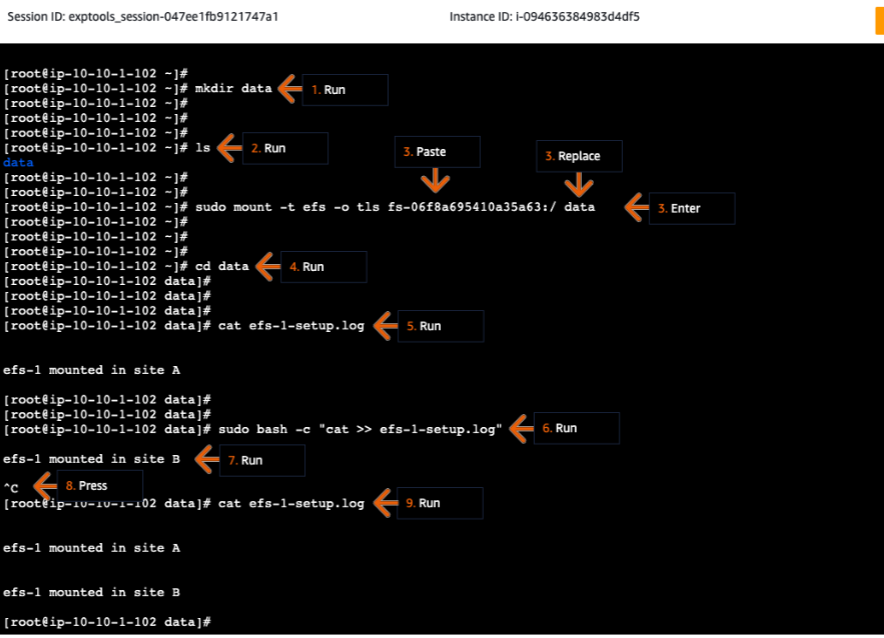 Session ID: exptools_session-047ee1fb9121747a1 Instance ID: i-094636384983d4df5
[root@ip-10-10-1-102 ~]#
[root@ip-10-10-1-102 ~]# mkdir data 1. Run
[root@ip-10-10-1-102 ~]#
[root@ip-10-10-1-102 ~]#
[root@ip-10-10-1-102 ~]#
[root@ip-10-10-1-102 ~]# ls 2. Run 3. Paste 3. Replace
data
[root@ip-10-10-1-102 ~]#
[root@ip-10-10-1-102 ~]#
[root@ip-10-10-1-102 ~]# sudo mount -t efs -o tls fs-06f8a695410a35a63:/ data 3. Enter
[root@ip-10-10-1-102 ~]#
[root@ip-10-10-1-102 ~]#
[root@ip-10-10-1-102 ~]#
[root@ip-10-10-1-102 ~]# cd data 4. Run
[root@ip-10-10-1-102 data]#
[root@ip-10-10-1-102 data]#
[root@ip-10-10-1-102 data]#
[root@ip-10-10-1-102 data]# cat efs-1-setup.log 5. Run
efs-1 mounted in site A
[root@ip-10-10-1-102 data]#
[root@ip-10-10-1-102 data]#
[root@ip-10-10-1-102 data]# sudo bash -c "cat >> efs-1-setup.log" 6. Run
efs-1 mounted in site B 7. Run
^C 8. Press
[root@ip-10-10-1-102 data]# cat efs-1-setup.log 9. Run
efs-1 mounted in site A
efs-1 mounted in site B
[root@ip-10-10-1-102 data]#